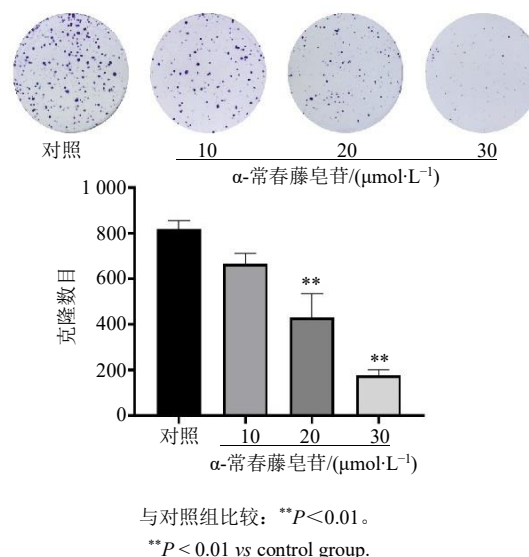 对照
10 20 30
α-常春藤皂苷/(μmol·L⁻¹)
1 000
800
600
400
200
0
克隆数目
**
**
对照 10 20 30
α-常春藤皂苷/(μmol·L⁻¹)
与对照组比较：**P＜0.01。
**P < 0.01 vs control group.